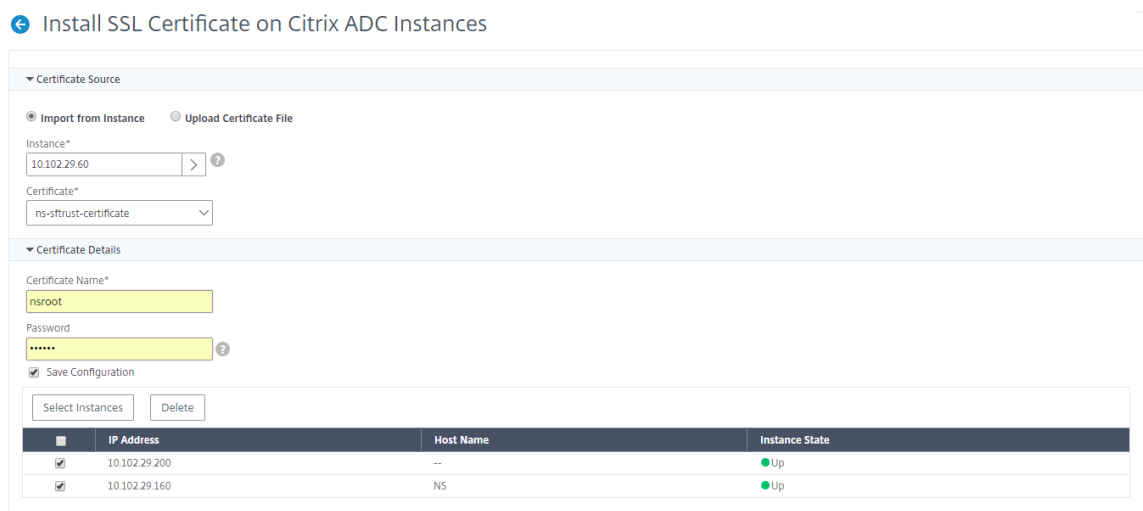 Install SSL Certificate on Citrix ADC Instances
Certificate Source
Import from Instance Upload Certificate File
Instance*
10.102.29.60
?
Certificate*
ns-sftrust-certificate
Certificate Details
Certificate Name*
nsroot
Password
••••••
?
Save Configuration
Select Instances Delete
IP Address Host Name Instance State
10.102.29.200 -- Up
10.102.29.160 NS Up